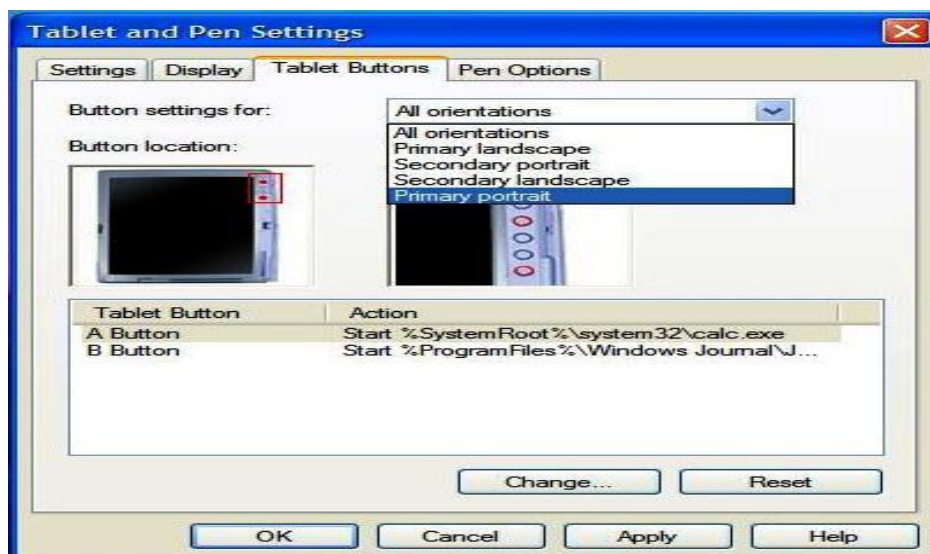 Tablet and Pen Settings
Settings Display Tablet Buttons Pen Options
Button settings for: All orientations
All orientations
Primary landscape
Secondary portrait
Secondary landscape
Primary portrait
Button location:
Tablet Button Action
A Button Start %SystemRoot%\system32\calc.exe
B Button Start %ProgramFiles%\Windows Journal\J...
Change... Reset
OK Cancel Apply Help